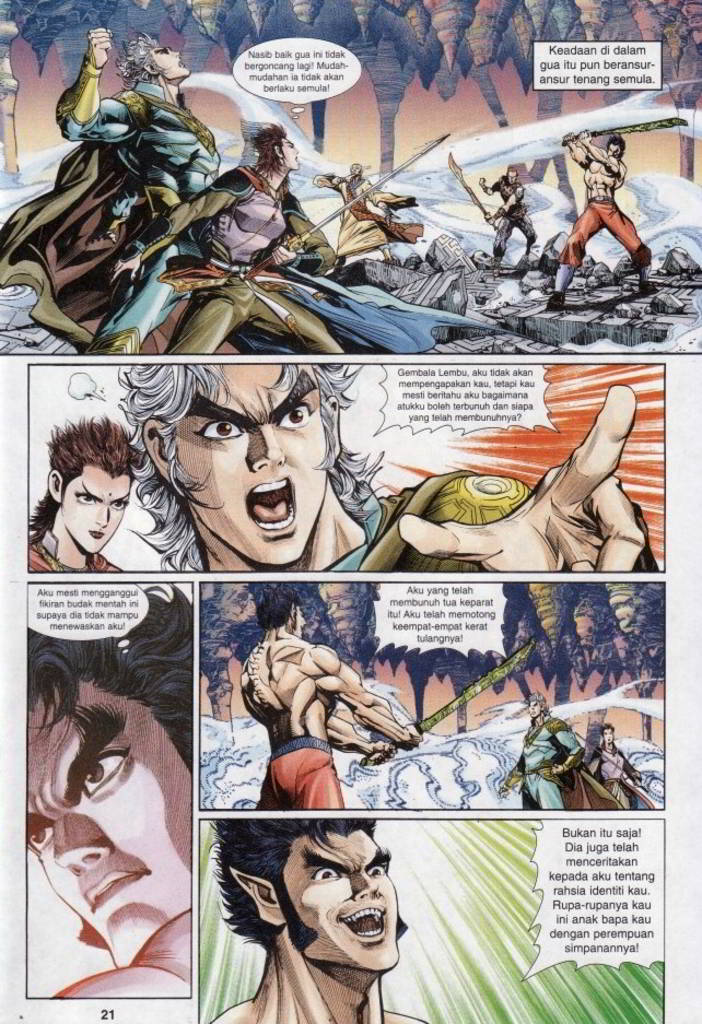 Nasib baik gua ini tidak
bergoncang lagi! Mudah-
mudahan ia tidak akan
berlaku semula!
Keadaan di dalam
gua itu pun beransur-
ansur tenang semula.
Gembala Lembu, aku tidak akan
mempengapakan kau, tetapi kau
mesti beritahu aku bagaimana
atukku boleh terbunuh dan siapa
yang telah membunuhnya?
Aku mesti mengganggui
fikiran budak mentah ini
supaya dia tidak mampu
menewaskan aku!
Aku yang telah
membunuh tua keparat
itu! Aku telah memotong
keempat-empat kerat
tulangnya!
Bukan itu saja!
Dia juga telah
menceritakan
kepada aku tentang
rahsia identiti kau.
Rupa-rupanya kau
ini anak bapa kau
dengan perempuan
simpanannya!
21